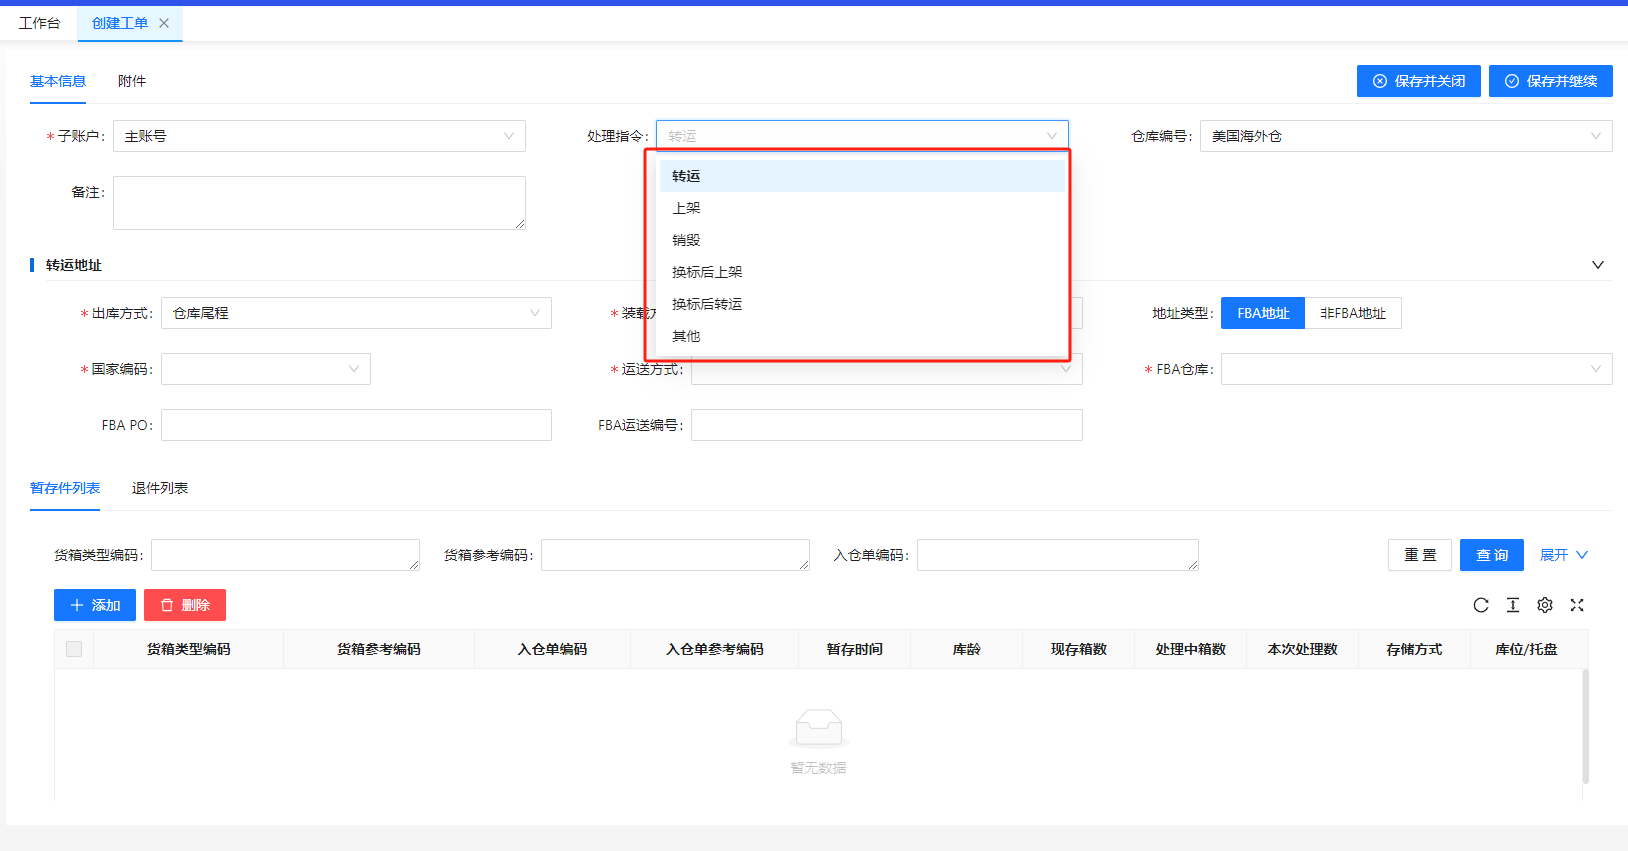 工作台 创建工单
基本信息 附件 保存并关闭 保存并继续
* 子账户: 主账号 处理指令: 转运 仓库编号: 美国海外仓
备注:
转运
上架
销毁
换标后上架
换标后转运
其他
转运地址
* 出库方式: 仓库尾程 * 装载 地址类型: FBA地址 非FBA地址
* 国家编码: * 运送方式: * FBA仓库:
FBA PO: FBA运送编号:
暂存件列表 退件列表
货箱类型编码: 货箱参考编码: 入仓单编码: 重置 查询 展开
添加 删除
货箱类型编码 货箱参考编码 入仓单编码 入仓单参考编码 暂存时间 库龄 现存箱数 处理中箱数 本次处理数 存储方式 库位/托盘
暂无数据